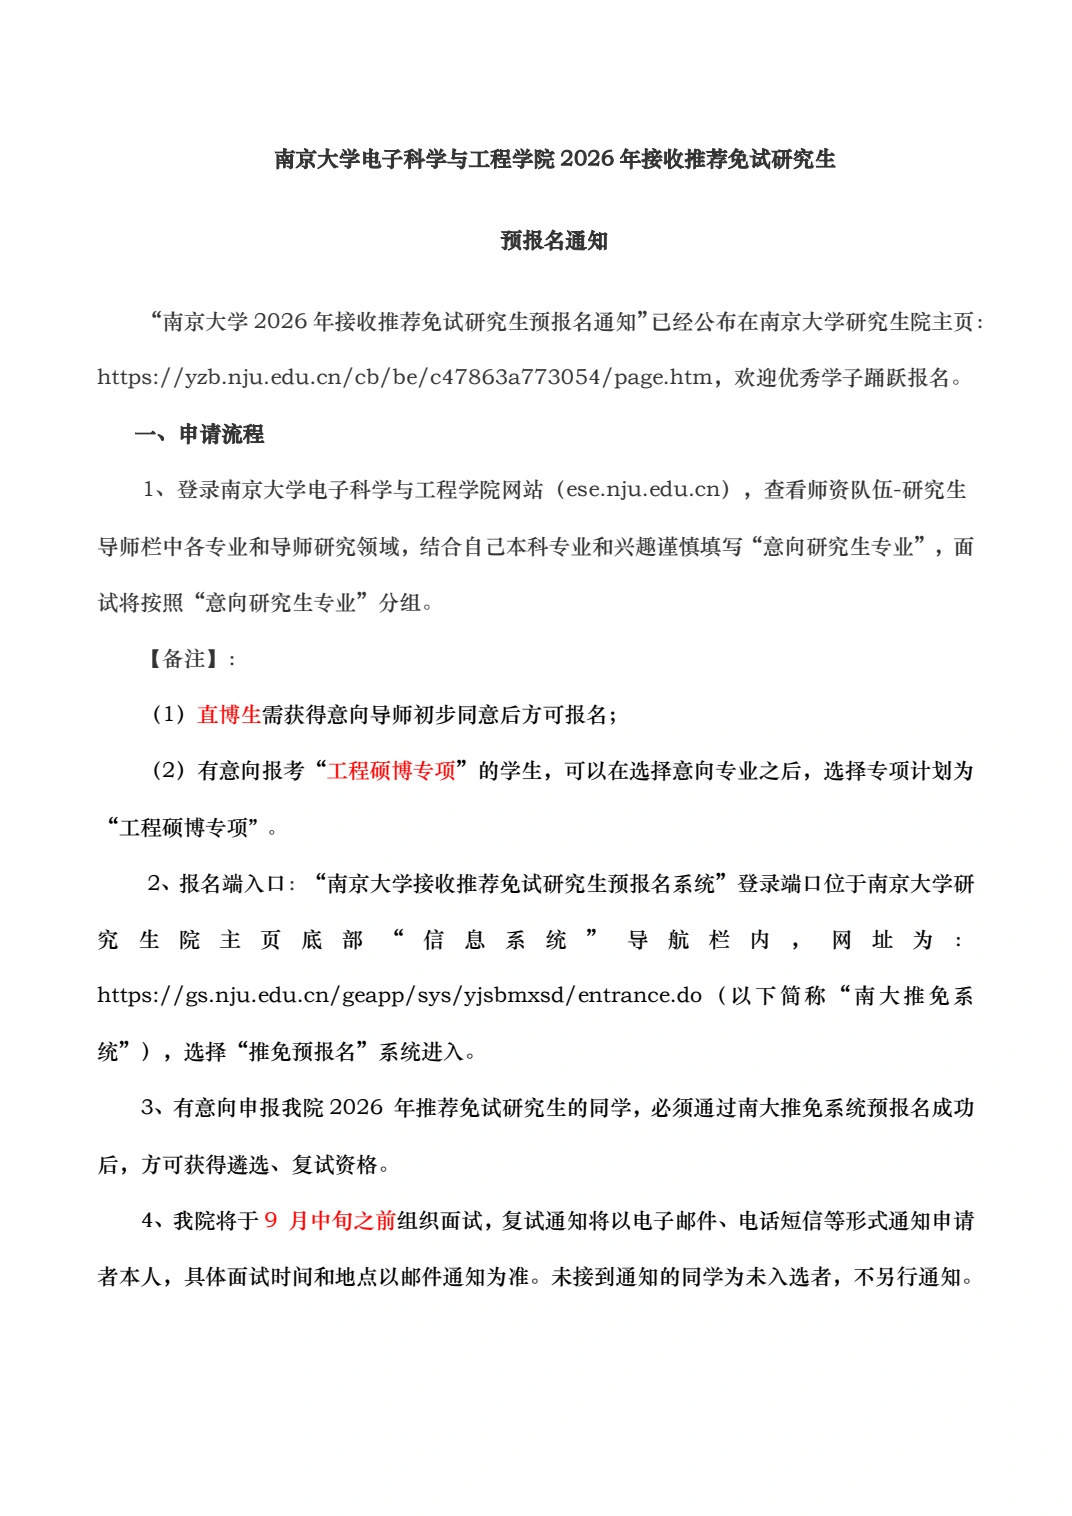 南京大学电子科学与工程学院 2026 年接收推荐免试研究生
预报名通知
“南京大学 2026 年接收推荐免试研究生预报名通知”已经公布在南京大学研究生院主页：
https://yzb.nju.edu.cn/cb/be/c47863a773054/page.htm，欢迎优秀学子踊跃报名。
一、申请流程
1、登录南京大学电子科学与工程学院网站（ese.nju.edu.cn），查看师资队伍-研究生
导师栏中各专业和导师研究领域，结合自己本科专业和兴趣谨慎填写“意向研究生专业”，面
试将按照“意向研究生专业”分组。
【备注】：
（1）直博生需获得意向导师初步同意后方可报名；
（2）有意向报考“工程硕博专项”的学生，可以在选择意向专业之后，选择专项计划为
“工程硕博专项”。
2、报名端入口：“南京大学接收推荐免试研究生预报名系统”登录端口位于南京大学研
究生院主页底部“信息系统”导航栏内，网址为：
https://gs.nju.edu.cn/geapp/sys/yjsbmxsd/entrance.do（以下简称“南大推免系
统”），选择“推免预报名”系统进入。
3、有意向申报我院 2026 年推荐免试研究生的同学，必须通过南大推免系统预报名成功
后，方可获得遴选、复试资格。
4、我院将于 9 月中旬之前组织面试，复试通知将以电子邮件、电话短信等形式通知申请
者本人，具体面试时间和地点以邮件通知为准。未接到通知的同学为未入选者，不另行通知。